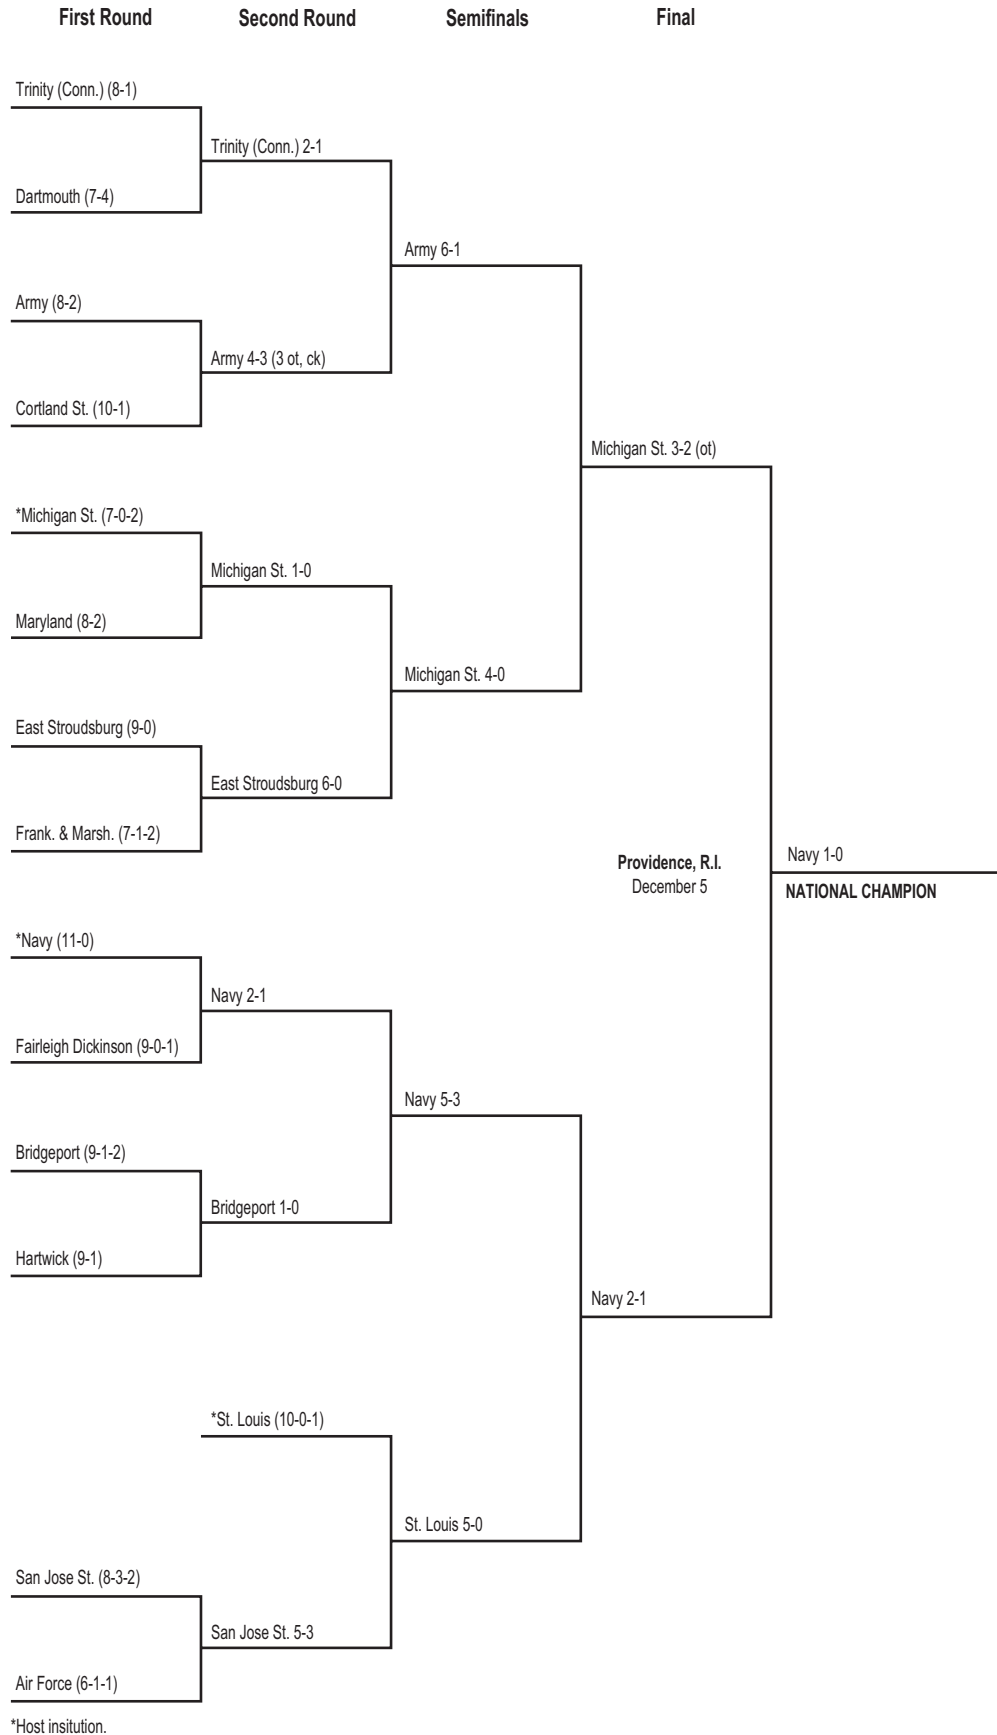 First Round Second Round Semifinals Final
Trinity (Conn.) (8-1)
Trinity (Conn.) 2-1
Dartmouth (7-4)
Army 6-1
Army (8-2)
Army 4-3 (3 ot, ck)
Cortland St. (10-1)
Michigan St. 3-2 (ot)
*Michigan St. (7-0-2)
Michigan St. 1-0
Maryland (8-2)
Michigan St. 4-0
East Stroudsburg (9-0)
East Stroudsburg 6-0
Frank. & Marsh. (7-1-2)
Providence, R.I.
December 5
Navy 1-0
NATIONAL CHAMPION
*Navy (11-0)
Navy 2-1
Fairleigh Dickinson (9-0-1)
Navy 5-3
Bridgeport (9-1-2)
Bridgeport 1-0
Hartwick (9-1)
Navy 2-1
*St. Louis (10-0-1)
St. Louis 5-0
San Jose St. (8-3-2)
San Jose St. 5-3
Air Force (6-1-1)
*Host insitution.